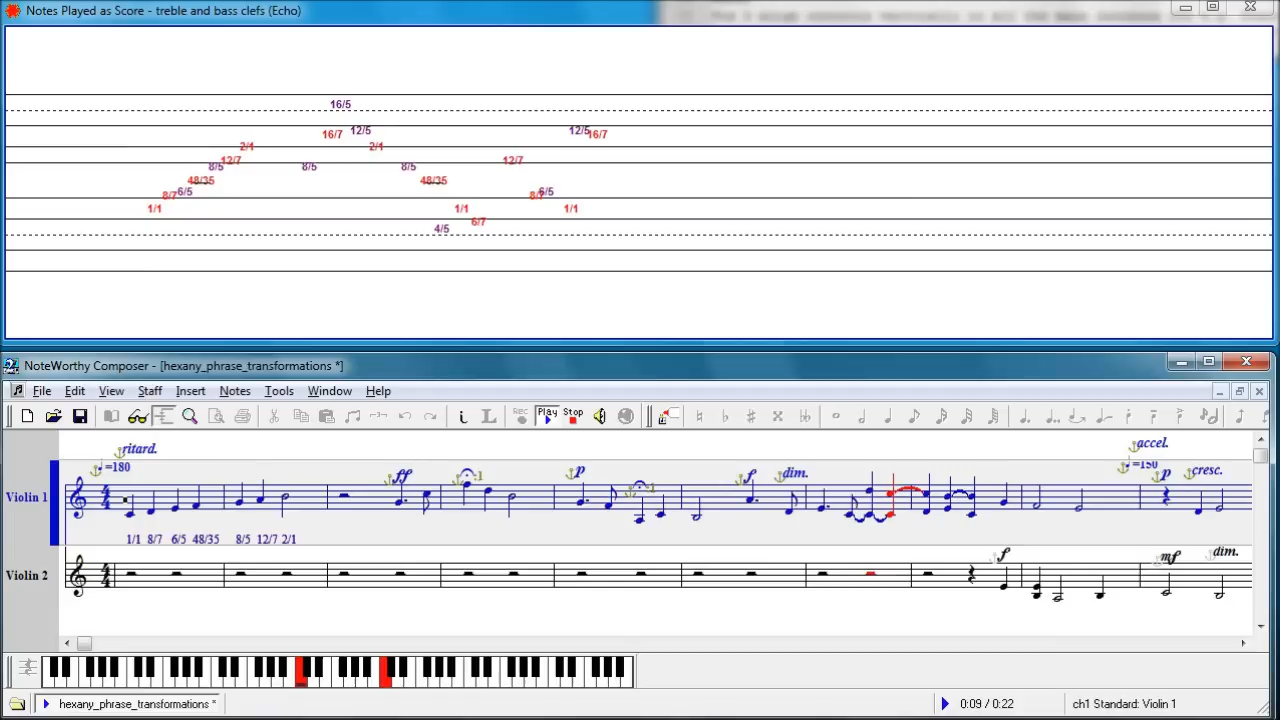 Notes Played as Score - treble and bass clefs (Echo)
16/5
16/7 12/5 12/5 16/7
2/1 2/1
8/5 12/7 8/5 8/5 12/7
48/35 48/35
8/7 6/5 8/7 6/5
1/1 1/1 1/1
6/7
4/5
NoteWorthy Composer - [hexany_phrase_transformations *]
File Edit View Staff Insert Notes Tools Window Help
Rec Play Stop
ritard. accel.
=180 =150
ff 1 p 1 f dim. p cresc.
Violin 1
1/1 8/7 6/5 48/35 8/5 12/7 2/1
f mf dim.
Violin 2
hexany_phrase_transformations *
0:09 / 0:22
ch1 Standard: Violin 1